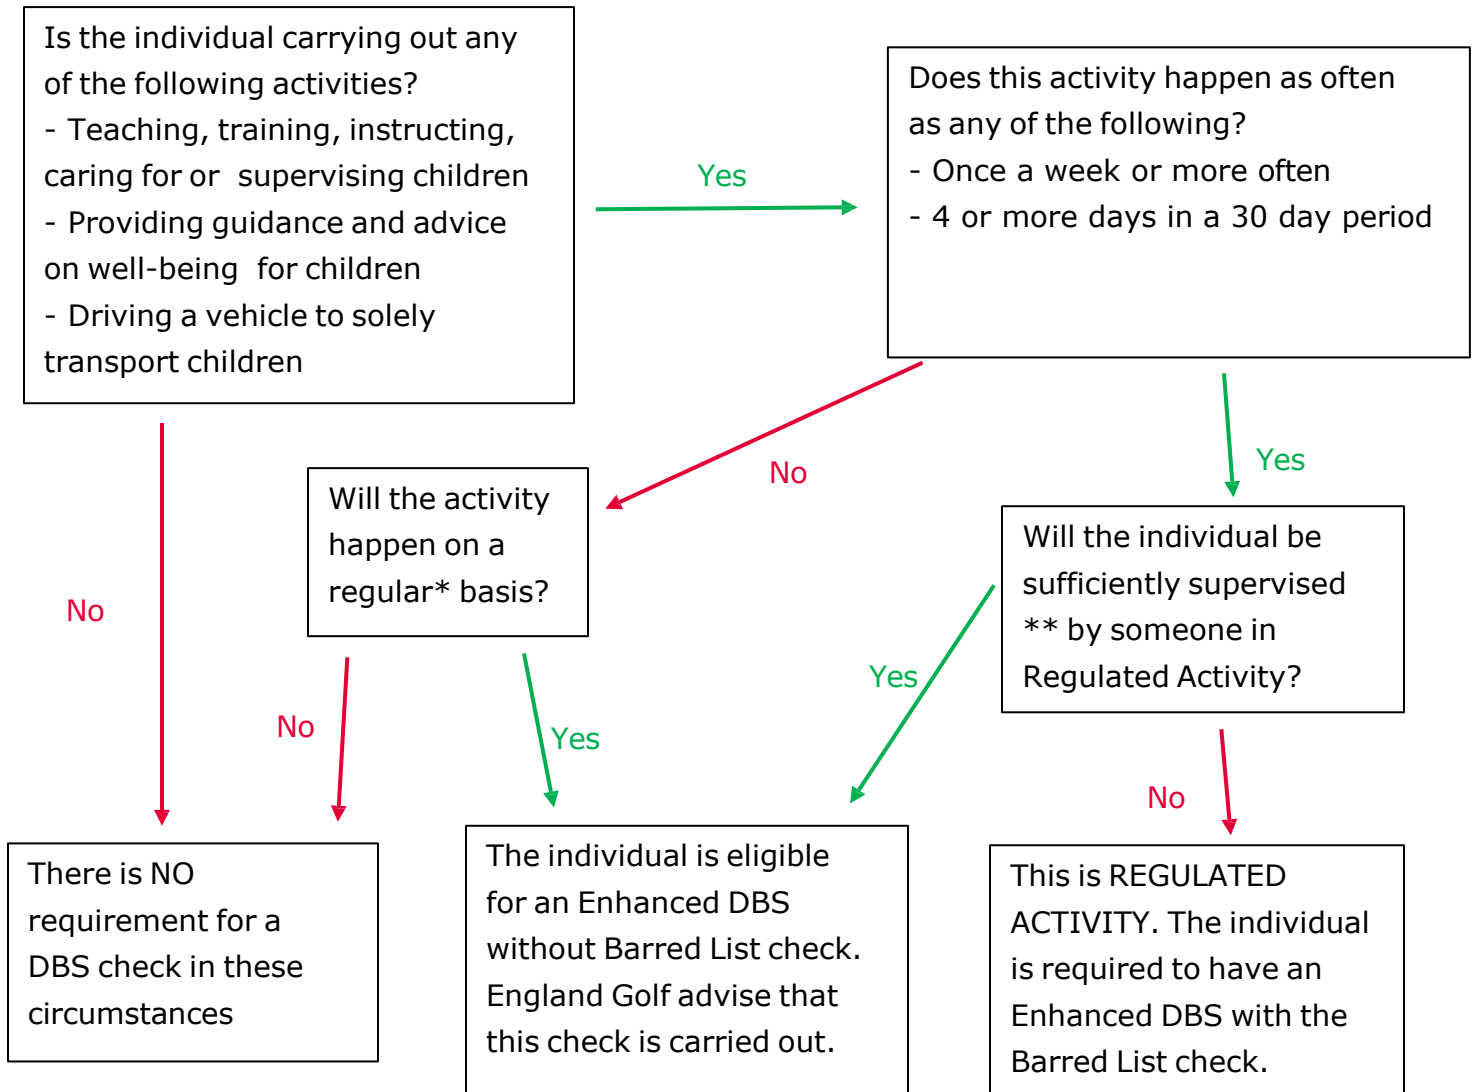 Is the individual carrying out any
of the following activities?
- Teaching, training, instructing,
caring for or supervising children
- Providing guidance and advice
on well-being for children
- Driving a vehicle to solely
transport children
Yes
Does this activity happen as often
as any of the following?
- Once a week or more often
- 4 or more days in a 30 day period
No
Will the activity
happen on a
regular* basis?
No
Yes
Will the individual be
sufficiently supervised
** by someone in
Regulated Activity?
No
Yes
Yes
No
There is NO
requirement for a
DBS check in these
circumstances
The individual is eligible
for an Enhanced DBS
without Barred List check.
England Golf advise that
this check is carried out.
This is REGULATED
ACTIVITY. The individual
is required to have an
Enhanced DBS with the
Barred List check.